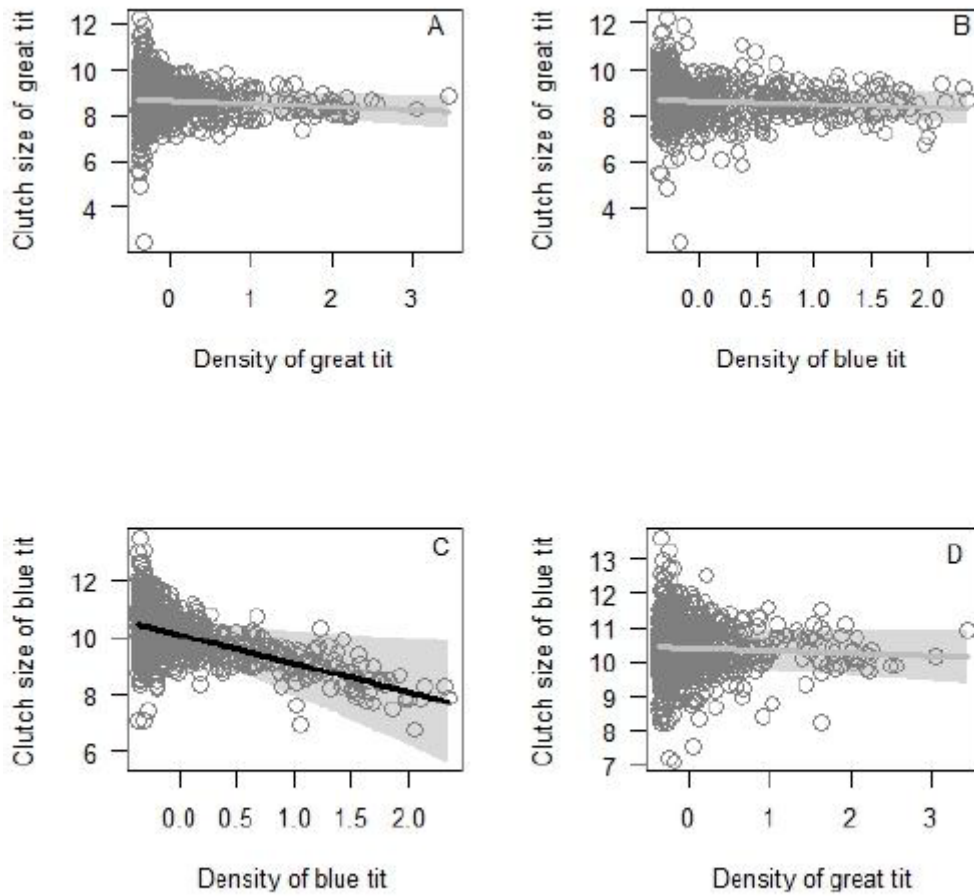 A
Clutch size of great tit
12
10
8
6
4
0 1 2 3
Density of great tit
B
Clutch size of great tit
12
10
8
6
4
0.0 0.5 1.0 1.5 2.0
Density of blue tit
C
Clutch size of blue tit
12
10
8
6
0.0 0.5 1.0 1.5 2.0
Density of blue tit
D
Clutch size of blue tit
13
12
11
10
9
8
7
0 1 2 3
Density of great tit